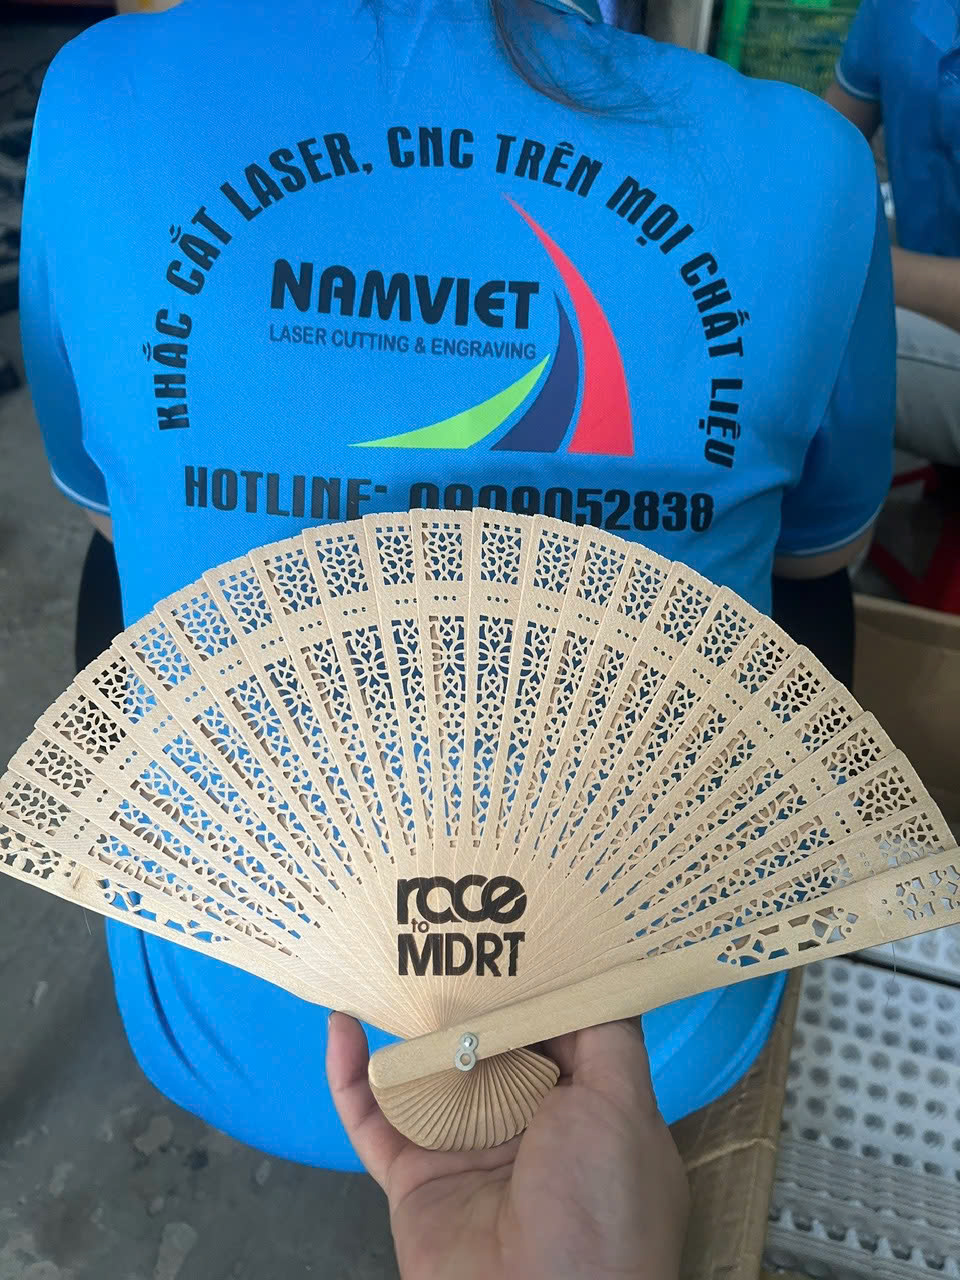 KHẮC CẮT LASER, CNC TRÊN MỌI CHẤT LIỆU
NAMVIET
LASER CUTTING & ENGRAVING
HOTLINE: 0909052838
race
to
MDRT